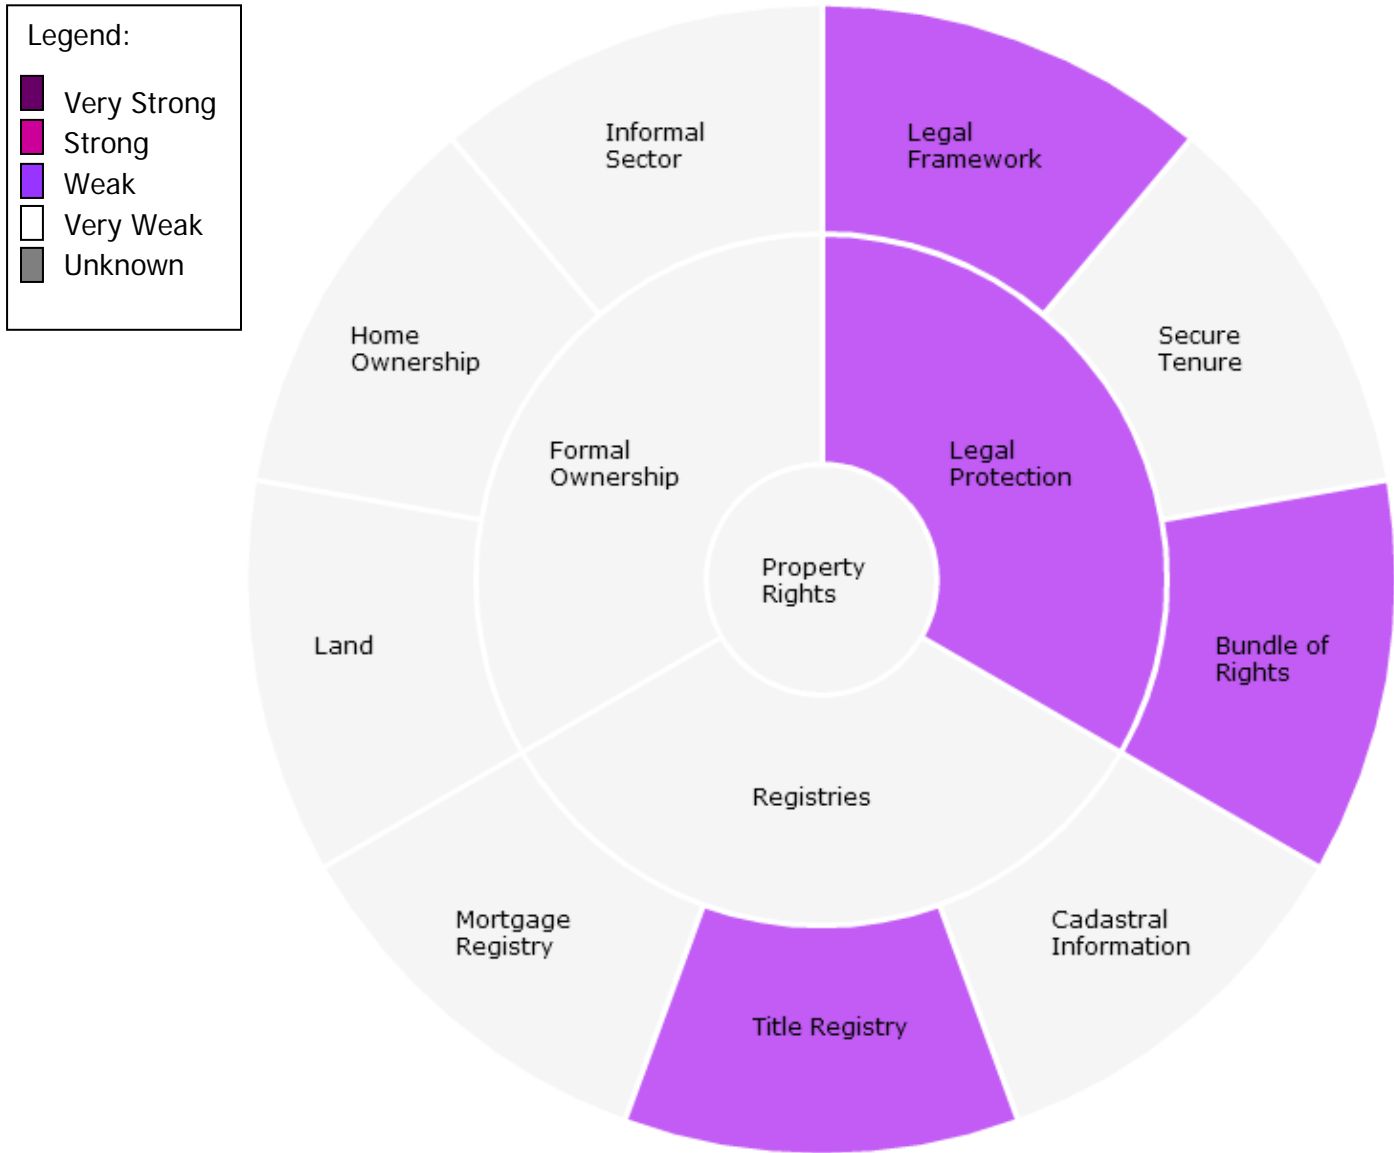 Legend:
Very Strong
Strong
Weak
Very Weak
Unknown
Informal
Sector
Legal
Framework
Home
Ownership
Secure
Tenure
Formal
Ownership
Legal
Protection
Property
Rights
Land
Bundle of
Rights
Registries
Mortgage
Registry
Cadastral
Information
Title Registry